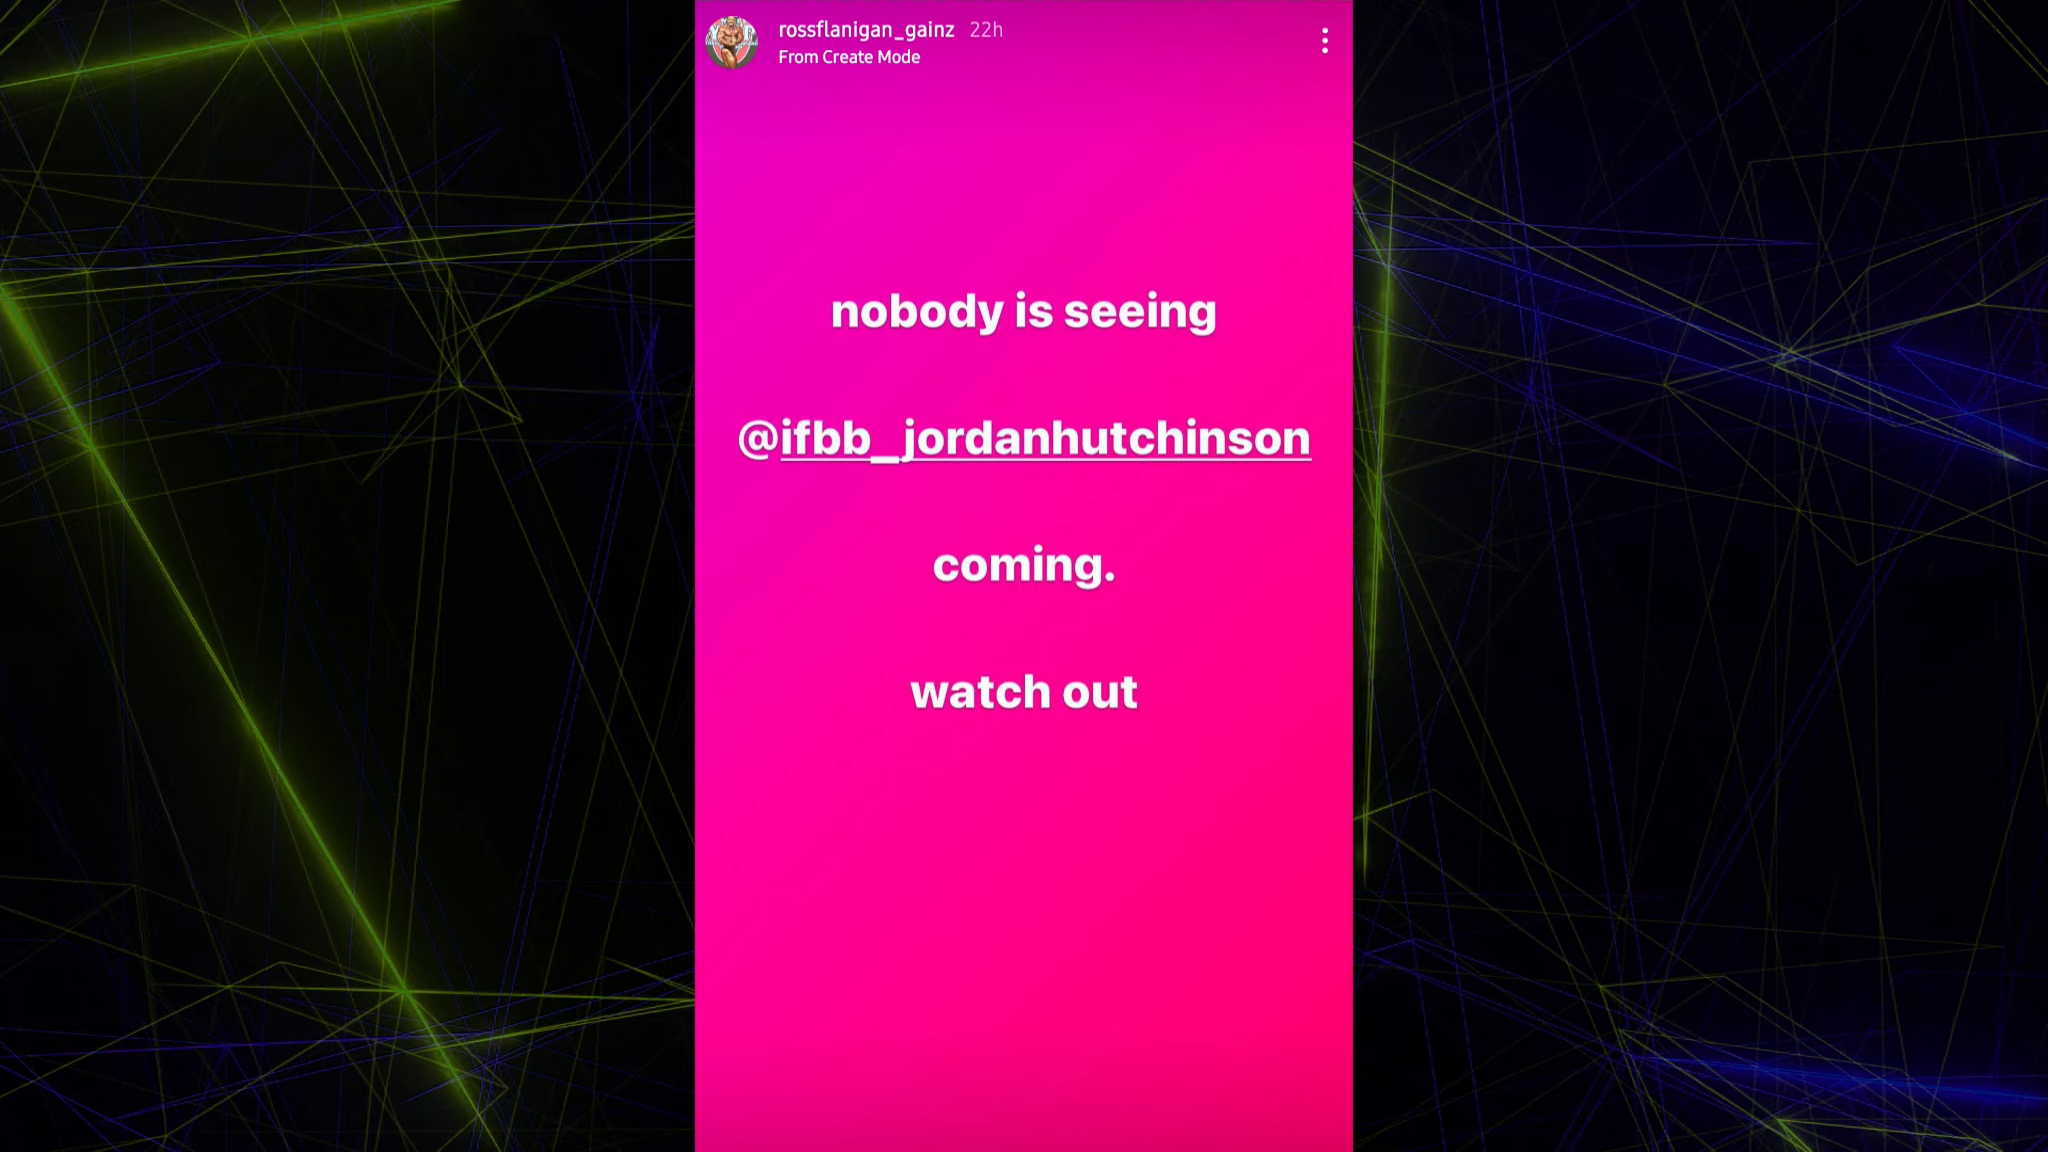 rossflanigan_gainz 22h
From Create Mode
nobody is seeing
@ifbb_jordanhutchinson
coming.
watch out